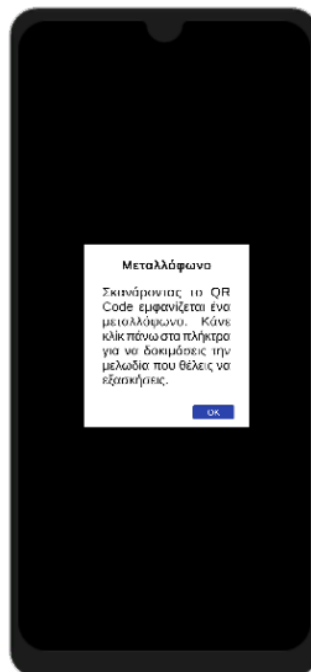 Μεταλλόφωνο
Σκανάροντας το QR
Code εμφανίζεται ένα
μεταλλόφωνο. Κάνε
κλίκ πάνω στα πλήκτρα
για να δοκιμάσεις την
μελωδία που θέλεις να
εξασκήσεις.
OK